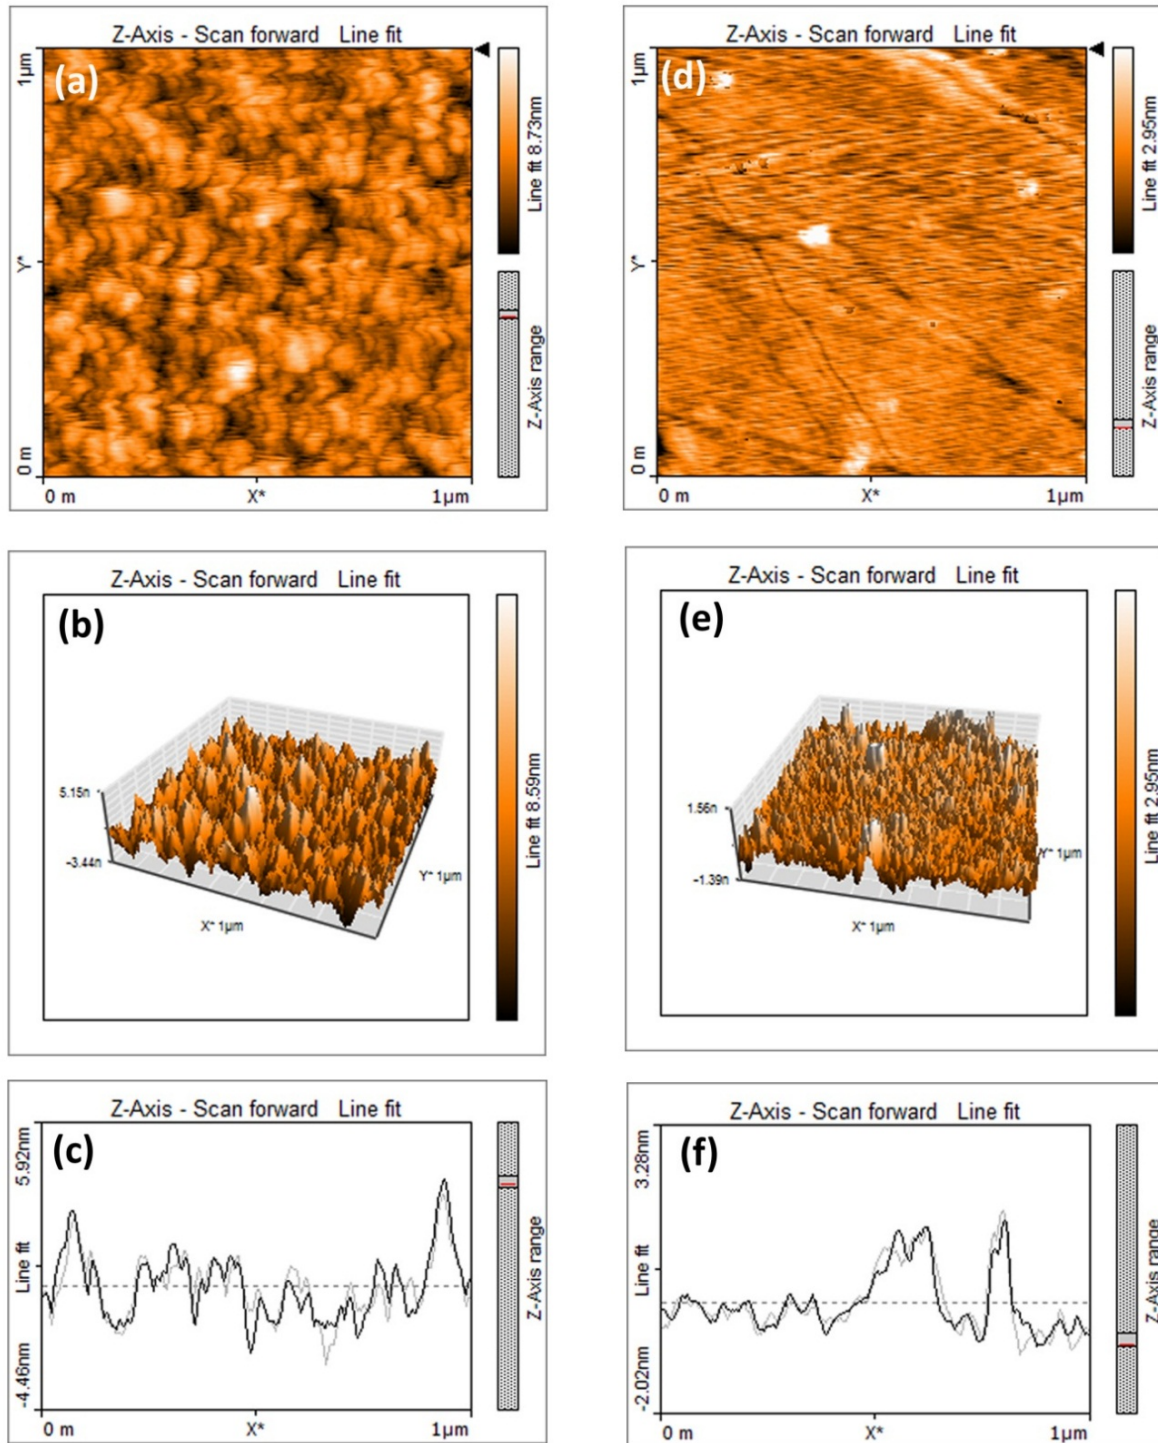 Z-Axis - Scan forward Line fit
(a)
1µm
Y*
0 m
0 m
X*
1µm
Line fit 8.73nm
Z-Axis range
Z-Axis - Scan forward Line fit
(d)
1µm
Y*
0 m
0 m
X*
1µm
Line fit 2.95nm
Z-Axis range
Z-Axis - Scan forward Line fit
(b)
5.15n
-3.44n
X* 1µm
Y* 1µm
Line fit 8.59nm
Z-Axis - Scan forward Line fit
(e)
1.56n
-1.39n
X* 1µm
Y* 1µm
Line fit 2.95nm
Z-Axis - Scan forward Line fit
(c)
5.92nm
Line fit
-4.46nm
0 m
X*
1µm
Z-Axis range
Z-Axis - Scan forward Line fit
(f)
3.28nm
Line fit
-2.02nm
0 m
X*
1µm
Z-Axis range